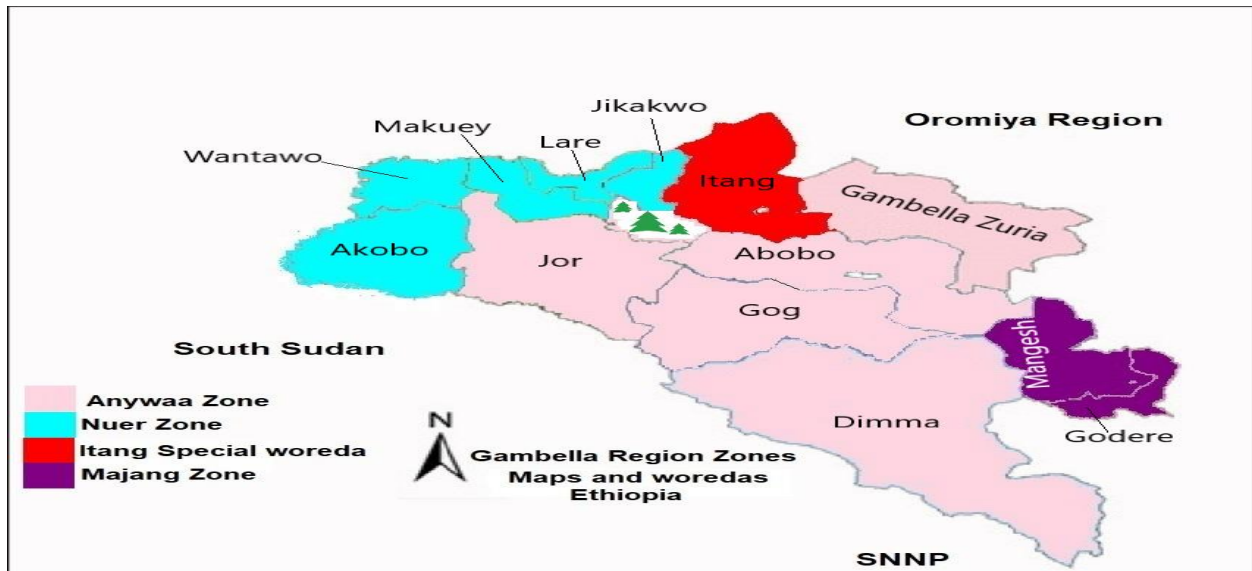 Jikakwo
Oromiya Region
Makuey
Lare
Wantawo
Itang
Gambella Zuria
Akobo
Jor
Abobo
Gog
Mangesh
South Sudan
Dimma
Godere
Anywaa Zone
Nuer Zone
Itang Special woreda
Majang Zone
N
Gambella Region Zones
Maps and woredas
Ethiopia
SNNP